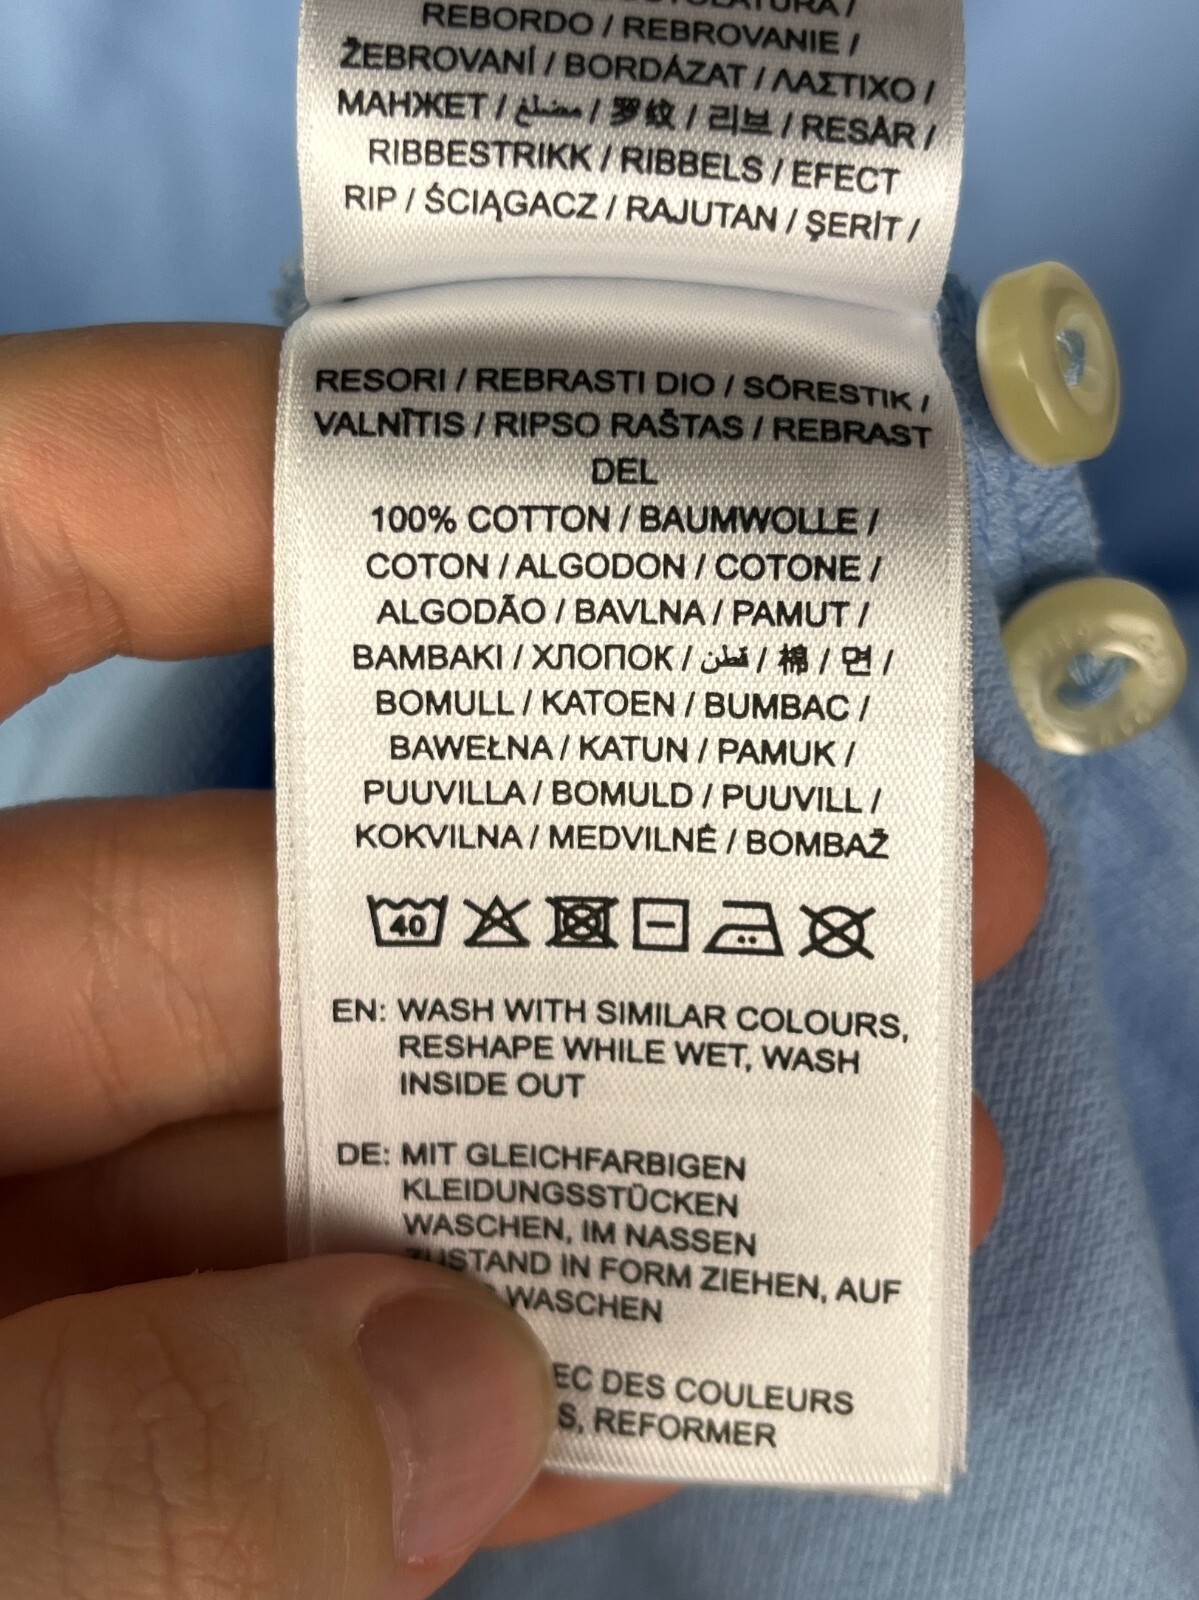 REBORDO / REBROVANIE /
ŽEBROVANÍ / BORDÁZAT / ΛΑΣΤΙΧΟ /
МАНЖЕТ / مضلع / 罗纹 / 리브 / RESÅR /
RIBBESTRIKK / RIBBELS / EFECT
RIP / ŚCIĄGACZ / RAJUTAN / ŞERİT /
RESORI / REBRASTI DIO / SÖRESTIK /
VALNĪTIS / RIPSO RAŠTAS / REBRAST
DEL
100% COTTON / BAUMWOLLE /
COTON / ALGODON / COTONE /
ALGODÃO / BAVLNA / PAMUT /
BAMBAKI / ХЛОПОК / قطن / 棉 / 면 /
BOMULL / KATOEN / BUMBAC /
BAWEŁNA / KATUN / PAMUK /
PUUVILLA / BOMULD / PUUVILL /
KOKVILNA / MEDVILNĖ / BOMBAŽ
40
EN: WASH WITH SIMILAR COLOURS,
RESHAPE WHILE WET, WASH
INSIDE OUT
DE: MIT GLEICHFARBIGEN
KLEIDUNGSSTÜCKEN
WASCHEN, IM NASSEN
ZUSTAND IN FORM ZIEHEN, AUF
WASCHEN
DES COULEURS
REFORMER